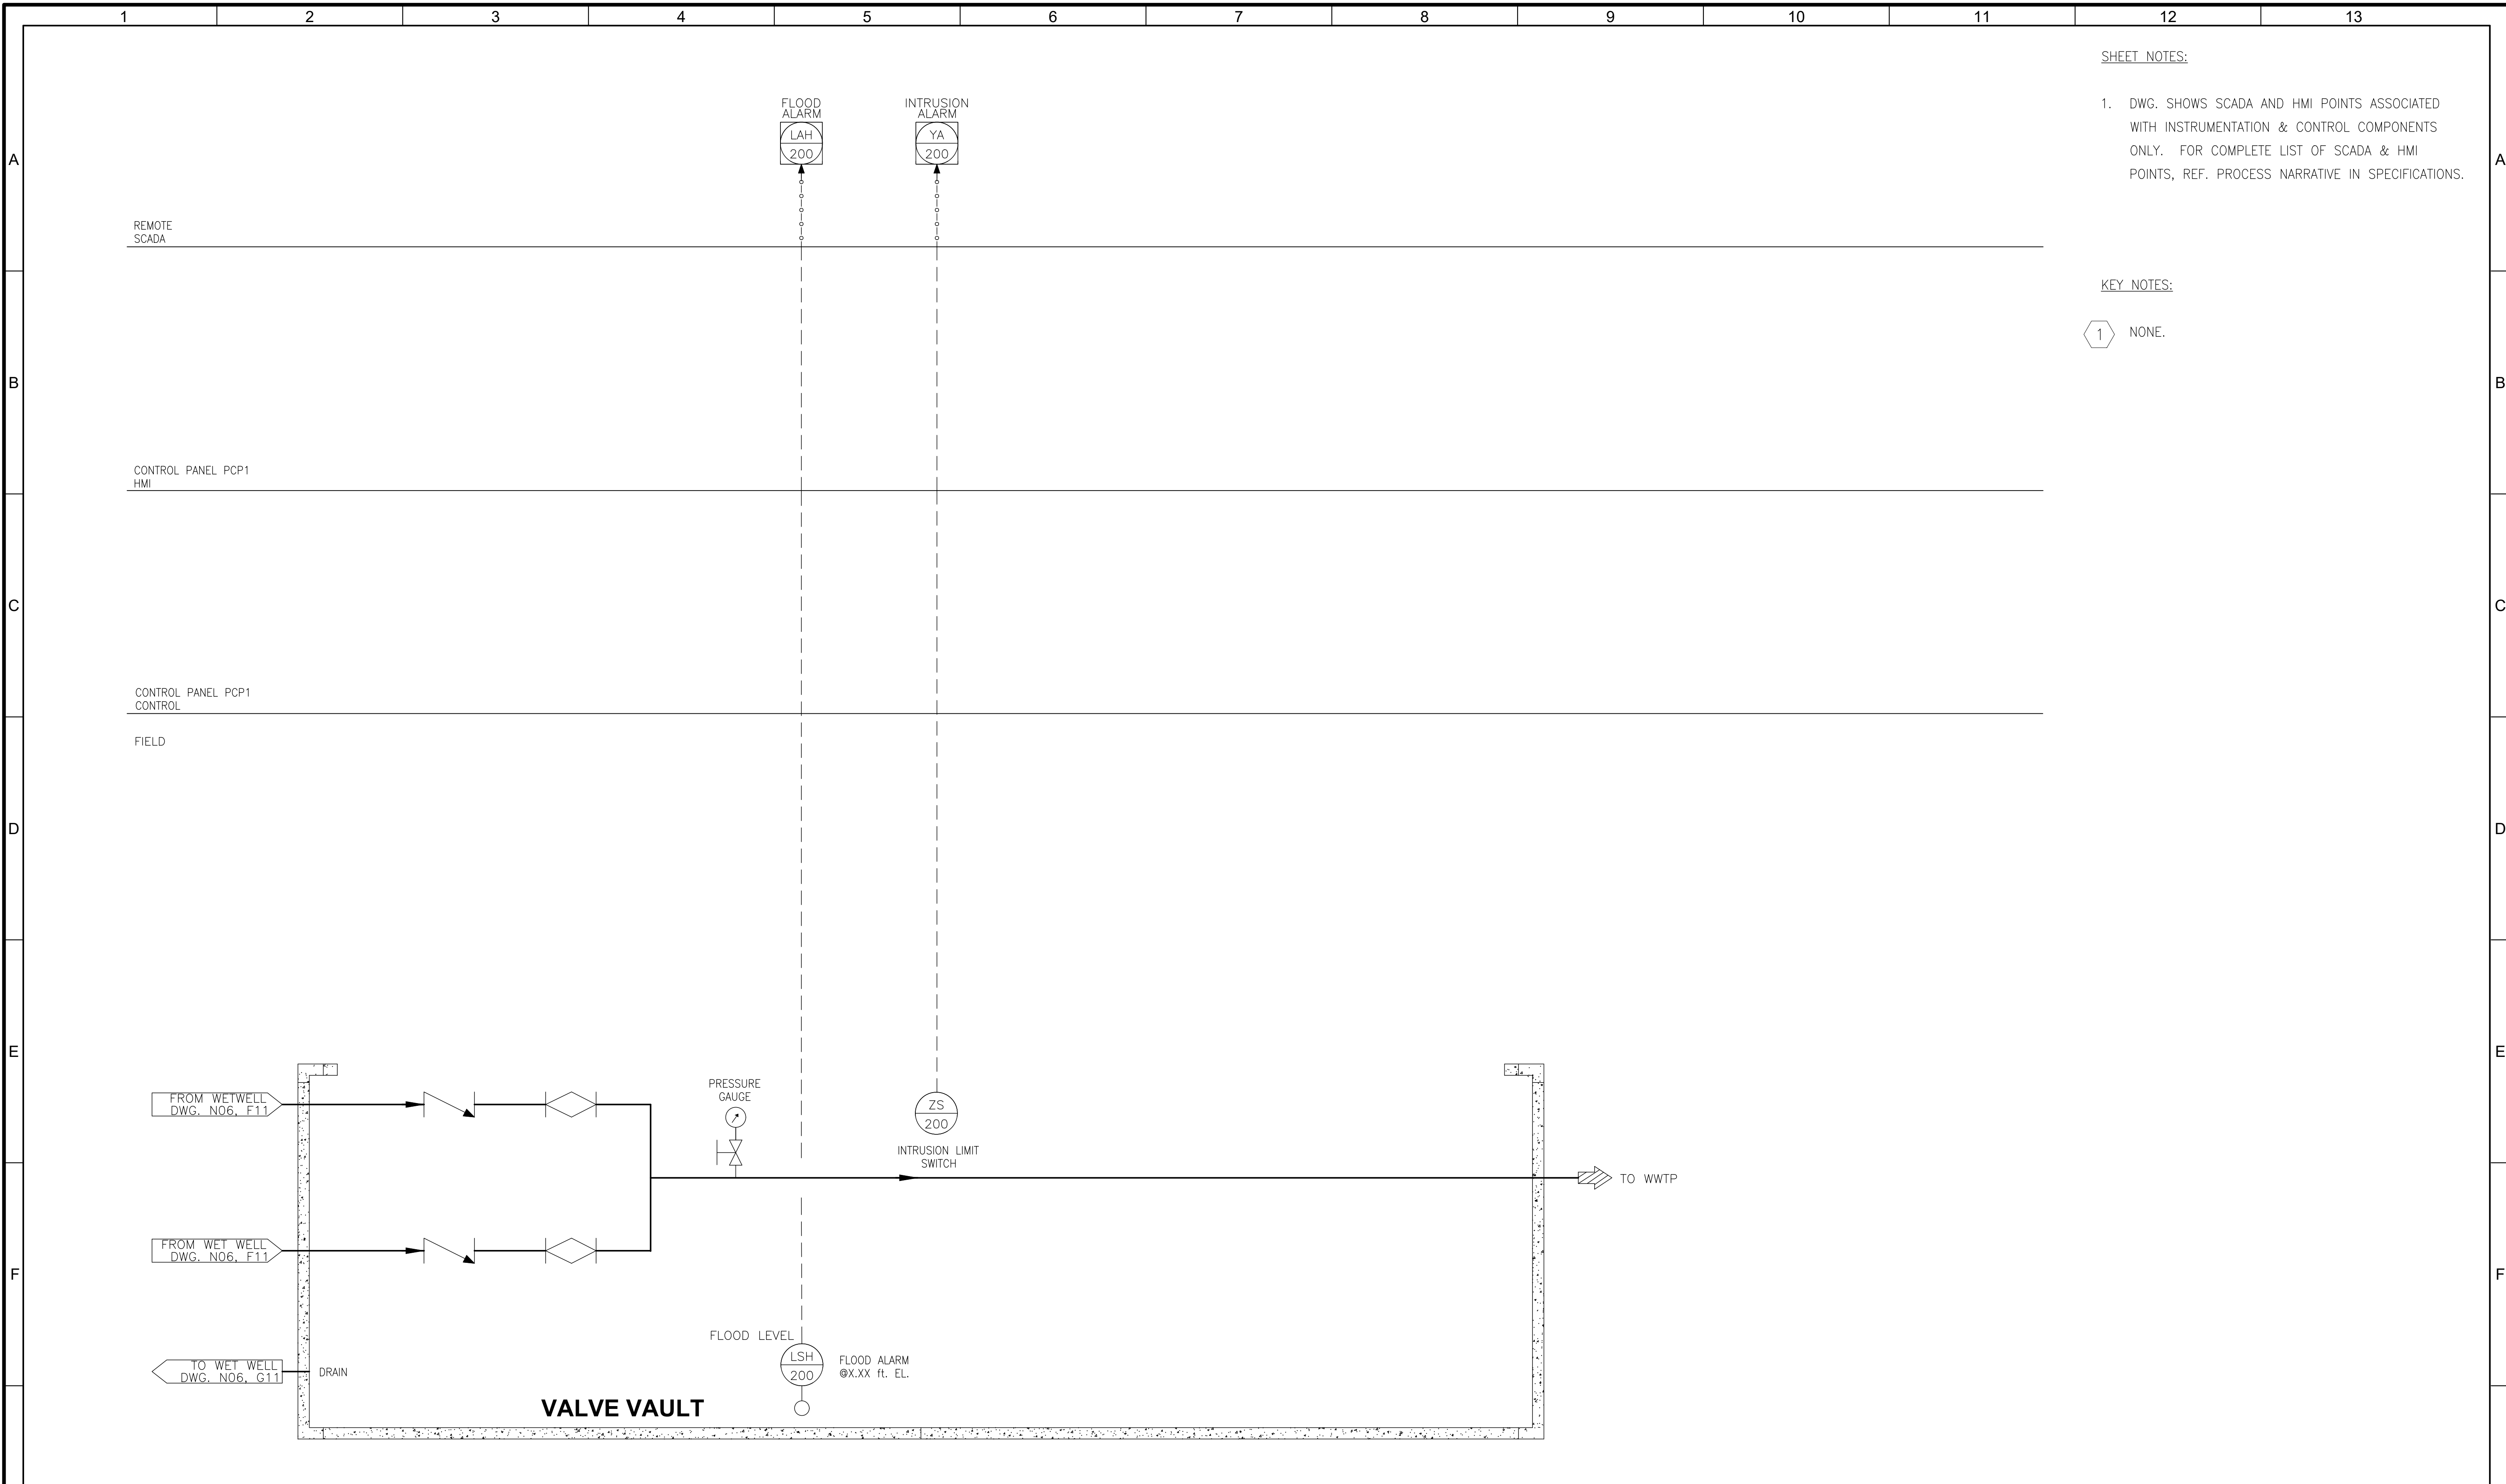 1 2 3 4 5 6 7 8 9 10 11 12 13
SHEET NOTES:
1. DWG. SHOWS SCADA AND HMI POINTS ASSOCIATED
WITH INSTRUMENTATION & CONTROL COMPONENTS
ONLY. FOR COMPLETE LIST OF SCADA & HMI
POINTS, REF. PROCESS NARRATIVE IN SPECIFICATIONS.
KEY NOTES:
1 NONE.
A
B
C
D
E
F
A
B
C
D
E
F
FLOOD
ALARM
LAH
200
INTRUSION
ALARM
YA
200
REMOTE
SCADA
CONTROL PANEL PCP1
HMI
CONTROL PANEL PCP1
CONTROL
FIELD
FROM WETWELL
DWG. N06, F11
PRESSURE
GAUGE
ZS
200
INTRUSION LIMIT
SWITCH
TO WWTP
FROM WET WELL
DWG. N06, F11
FLOOD LEVEL
LSH
200
FLOOD ALARM
@X.XX ft. EL.
TO WET WELL
DWG. N06, G11
DRAIN
VALVE VAULT